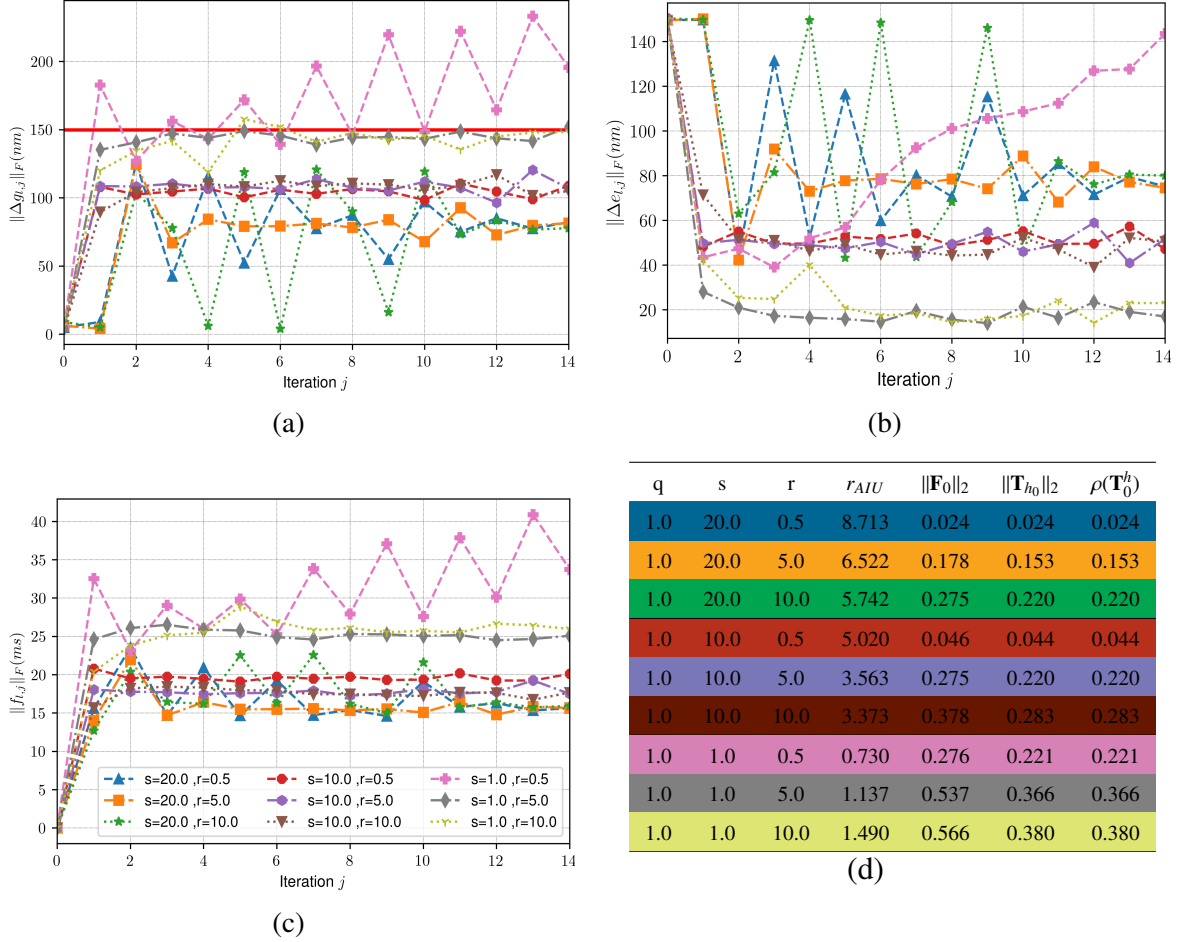 200
150
100
50
0
0 2 4 6 8 10 12 14
‖Δg_{l,j}‖_F(nm)
Iteration j
(a)
140
120
100
80
60
40
20
0 2 4 6 8 10 12 14
‖Δe_{l,j}‖_F(nm)
Iteration j
(b)
40
35
30
25
20
15
10
5
0
0 2 4 6 8 10 12 14
‖f_{l,j}‖_F(ms)
s=20.0 ,r=0.5 s=10.0 ,r=0.5 s=1.0 ,r=0.5
s=20.0 ,r=5.0 s=10.0 ,r=5.0 s=1.0 ,r=5.0
s=20.0 ,r=10.0 s=10.0 ,r=10.0 s=1.0 ,r=10.0
Iteration j
(c)
q s r r_{AIU} ‖F_0‖_2 ‖T_{h_0}‖_2 ρ(T_0^h)
1.0 20.0 0.5 8.713 0.024 0.024 0.024
1.0 20.0 5.0 6.522 0.178 0.153 0.153
1.0 20.0 10.0 5.742 0.275 0.220 0.220
1.0 10.0 0.5 5.020 0.046 0.044 0.044
1.0 10.0 5.0 3.563 0.275 0.220 0.220
1.0 10.0 10.0 3.373 0.378 0.283 0.283
1.0 1.0 0.5 0.730 0.276 0.221 0.221
1.0 1.0 5.0 1.137 0.537 0.366 0.366
1.0 1.0 10.0 1.490 0.566 0.380 0.380
(d)